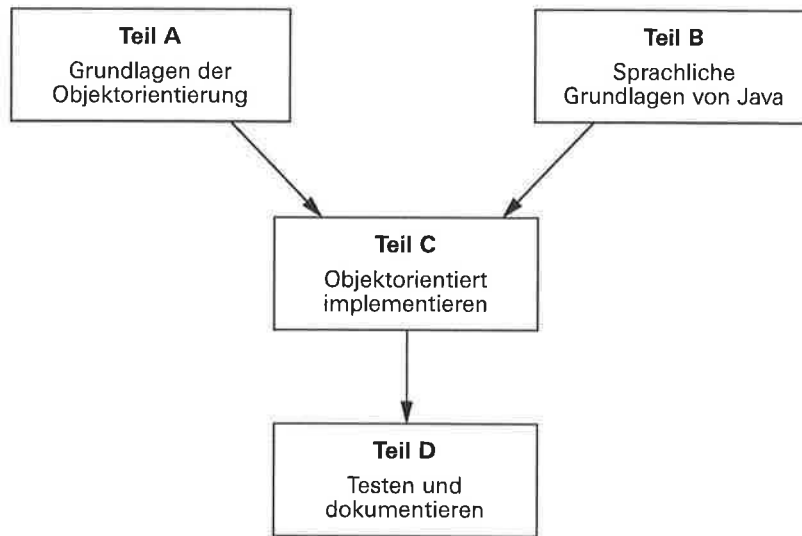 Teil A
Grundlagen der
Objektorientierung
Teil B
Sprachliche
Grundlagen von Java
Teil C
Objektorientiert
implementieren
Teil D
Testen und
dokumentieren